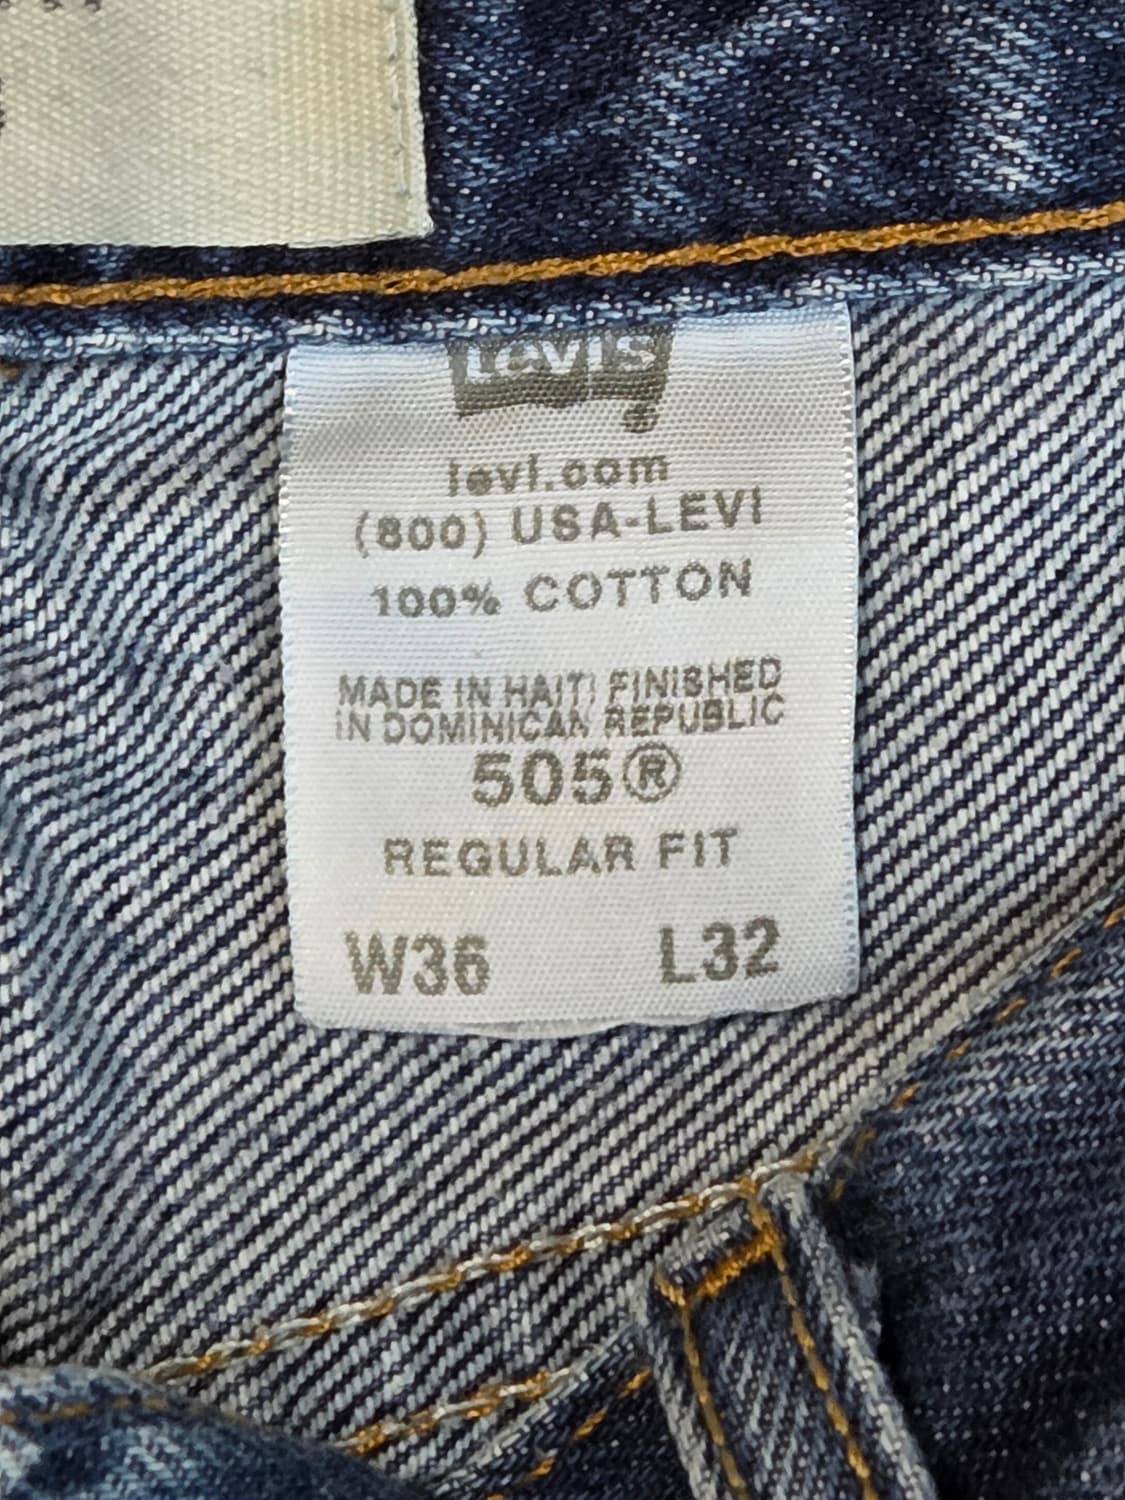 Levi's
®
levi.com
(800) USA-LEVI
100% COTTON
MADE IN HAITI FINISHED
IN DOMINICAN REPUBLIC
505®
REGULAR FIT
W36 L32